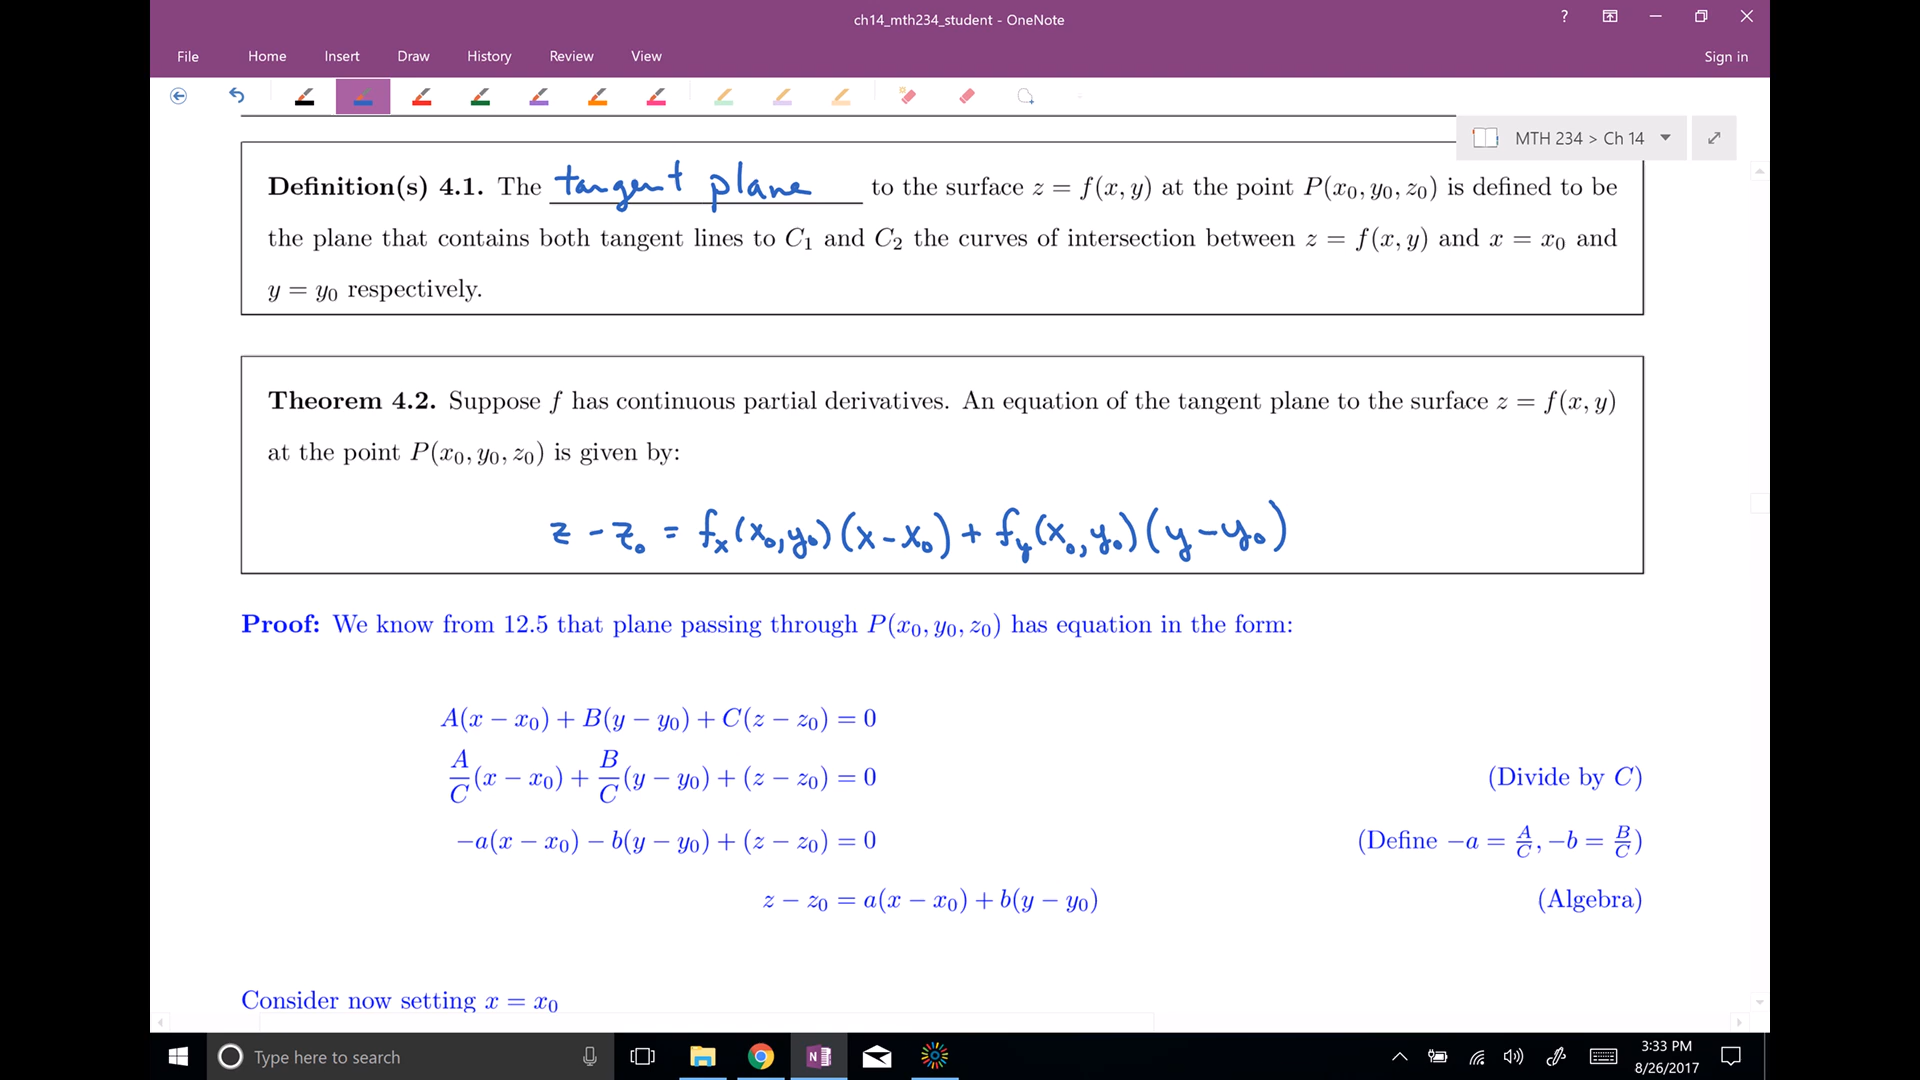 ch14_mth234_student - OneNote
?
File Home Insert Draw History Review View Sign in
MTH 234 > Ch 14
Definition(s) 4.1. The tangent plane to the surface z = f(x, y) at the point P(x₀, y₀, z₀) is defined to be
the plane that contains both tangent lines to C₁ and C₂ the curves of intersection between z = f(x, y) and x = x₀ and
y = y₀ respectively.
Theorem 4.2. Suppose f has continuous partial derivatives. An equation of the tangent plane to the surface z = f(x, y)
at the point P(x₀, y₀, z₀) is given by:
z - z₀ = fₓ(x₀, y₀)(x - x₀) + f_y(x₀, y₀)(y - y₀)
Proof: We know from 12.5 that plane passing through P(x₀, y₀, z₀) has equation in the form:
A(x − x₀) + B(y − y₀) + C(z − z₀) = 0
A/C(x − x₀) + B/C(y − y₀) + (z − z₀) = 0 (Divide by C)
−a(x − x₀) − b(y − y₀) + (z − z₀) = 0 (Define −a = A/C, −b = B/C)
z − z₀ = a(x − x₀) + b(y − y₀) (Algebra)
Consider now setting x = x₀
Type here to search
3:33 PM
8/26/2017